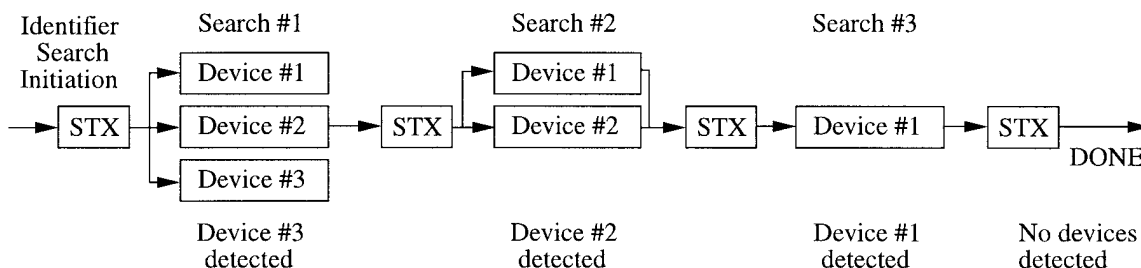 Identifier
Search
Initiation
Search #1
Search #2
Search #3
STX
Device #1
Device #2
Device #3
STX
Device #1
Device #2
STX
Device #1
STX
DONE
Device #3
detected
Device #2
detected
Device #1
detected
No devices
detected